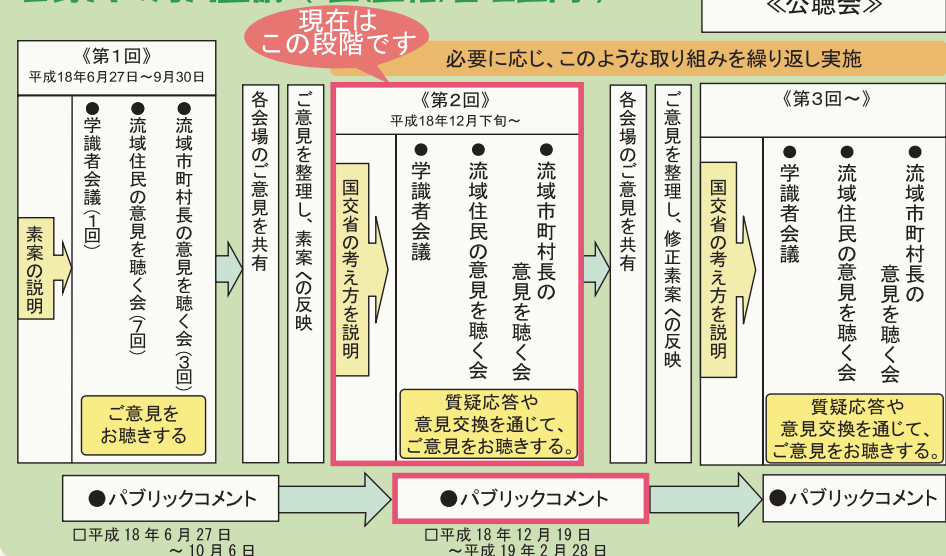 ≪公聴会≫
現在は
この段階です
必要に応じ、このような取り組みを繰り返し実施
《第1回》
平成18年6月27日～9月30日
素案の説明
●学識者会議(1回)
●流域住民の意見を聴く会(7回)
●流域市町村長の意見を聴く会(3回)
ご意見を
お聴きする
各会場のご意見を共有
ご意見を整理し、素案への反映
《第2回》
平成18年12月下旬～
国交省の考え方を説明
●学識者会議
●流域住民の意見を聴く会
●流域市町村長の
意見を聴く会
質疑応答や
意見交換を通じて、
ご意見をお聴きする。
各会場のご意見を共有
ご意見を整理し、修正素案への反映
《第3回～》
国交省の考え方を説明
●学識者会議
●流域住民の意見を聴く会
●流域市町村長の
意見を聴く会
質疑応答や
意見交換を通じて、
ご意見をお聴きする。
●パブリックコメント
□平成18年6月27日
～10月6日
●パブリックコメント
□平成18年12月19日
～平成19年2月28日
●パブリックコメント